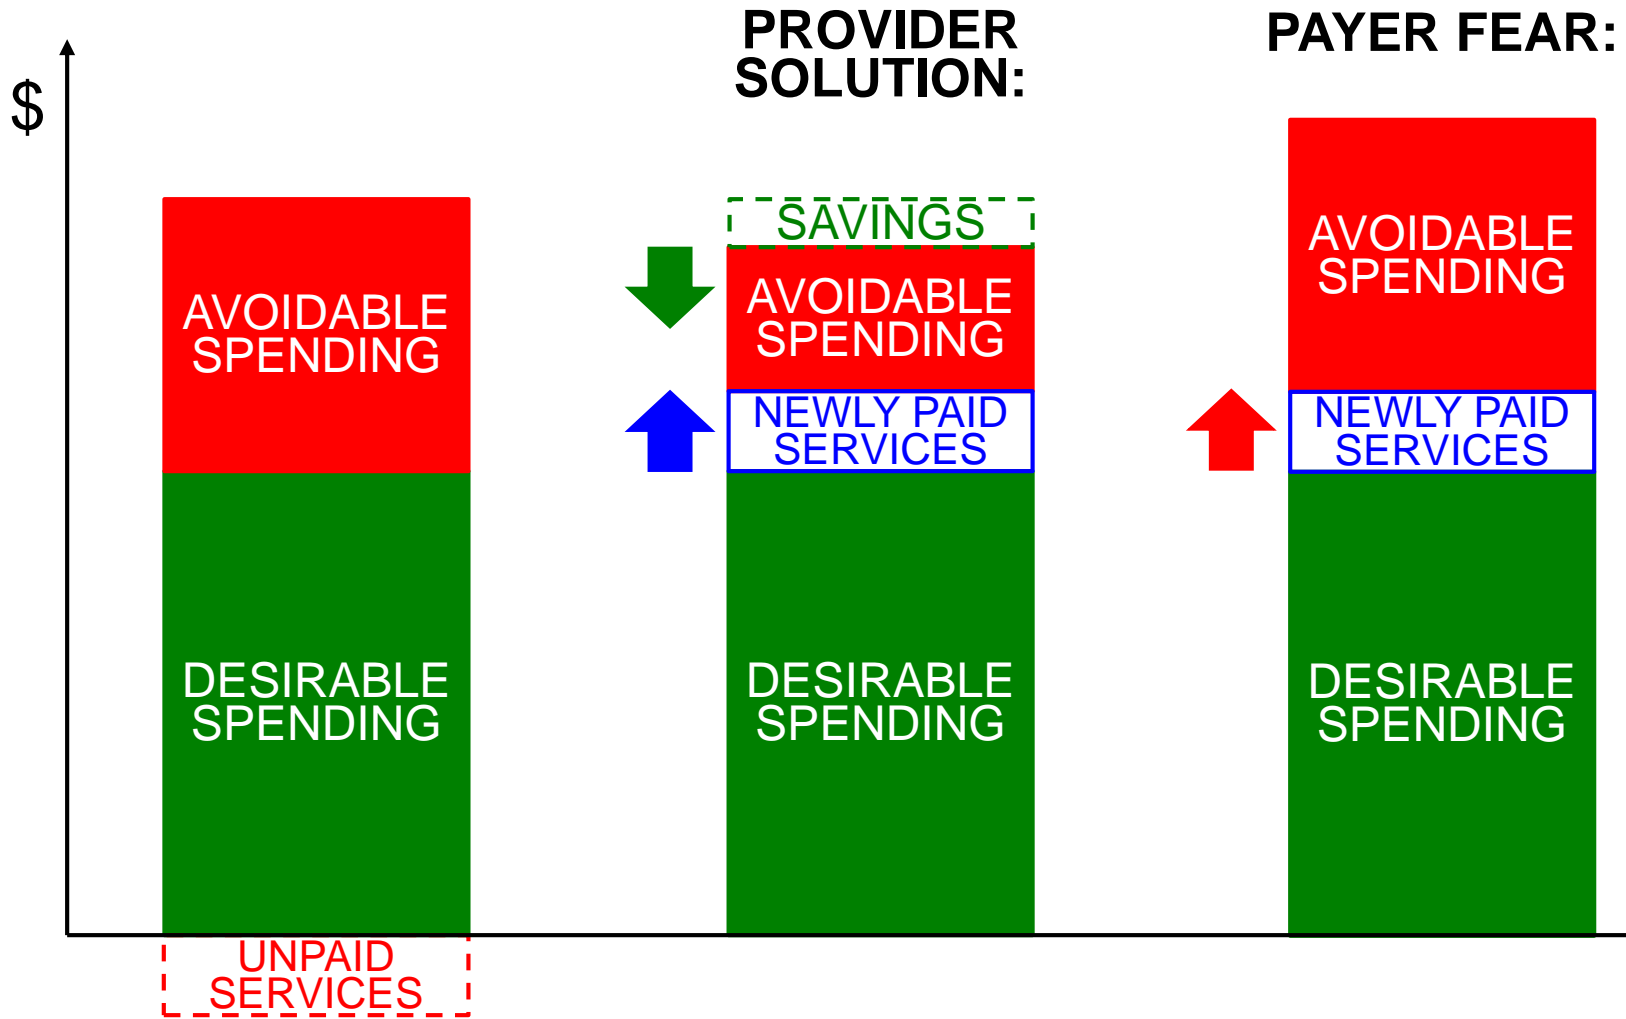 $
PROVIDER
SOLUTION:
PAYER FEAR:
AVOIDABLE
SPENDING
DESIRABLE
SPENDING
UNPAID
SERVICES
SAVINGS
AVOIDABLE
SPENDING
NEWLY PAID
SERVICES
DESIRABLE
SPENDING
AVOIDABLE
SPENDING
NEWLY PAID
SERVICES
DESIRABLE
SPENDING